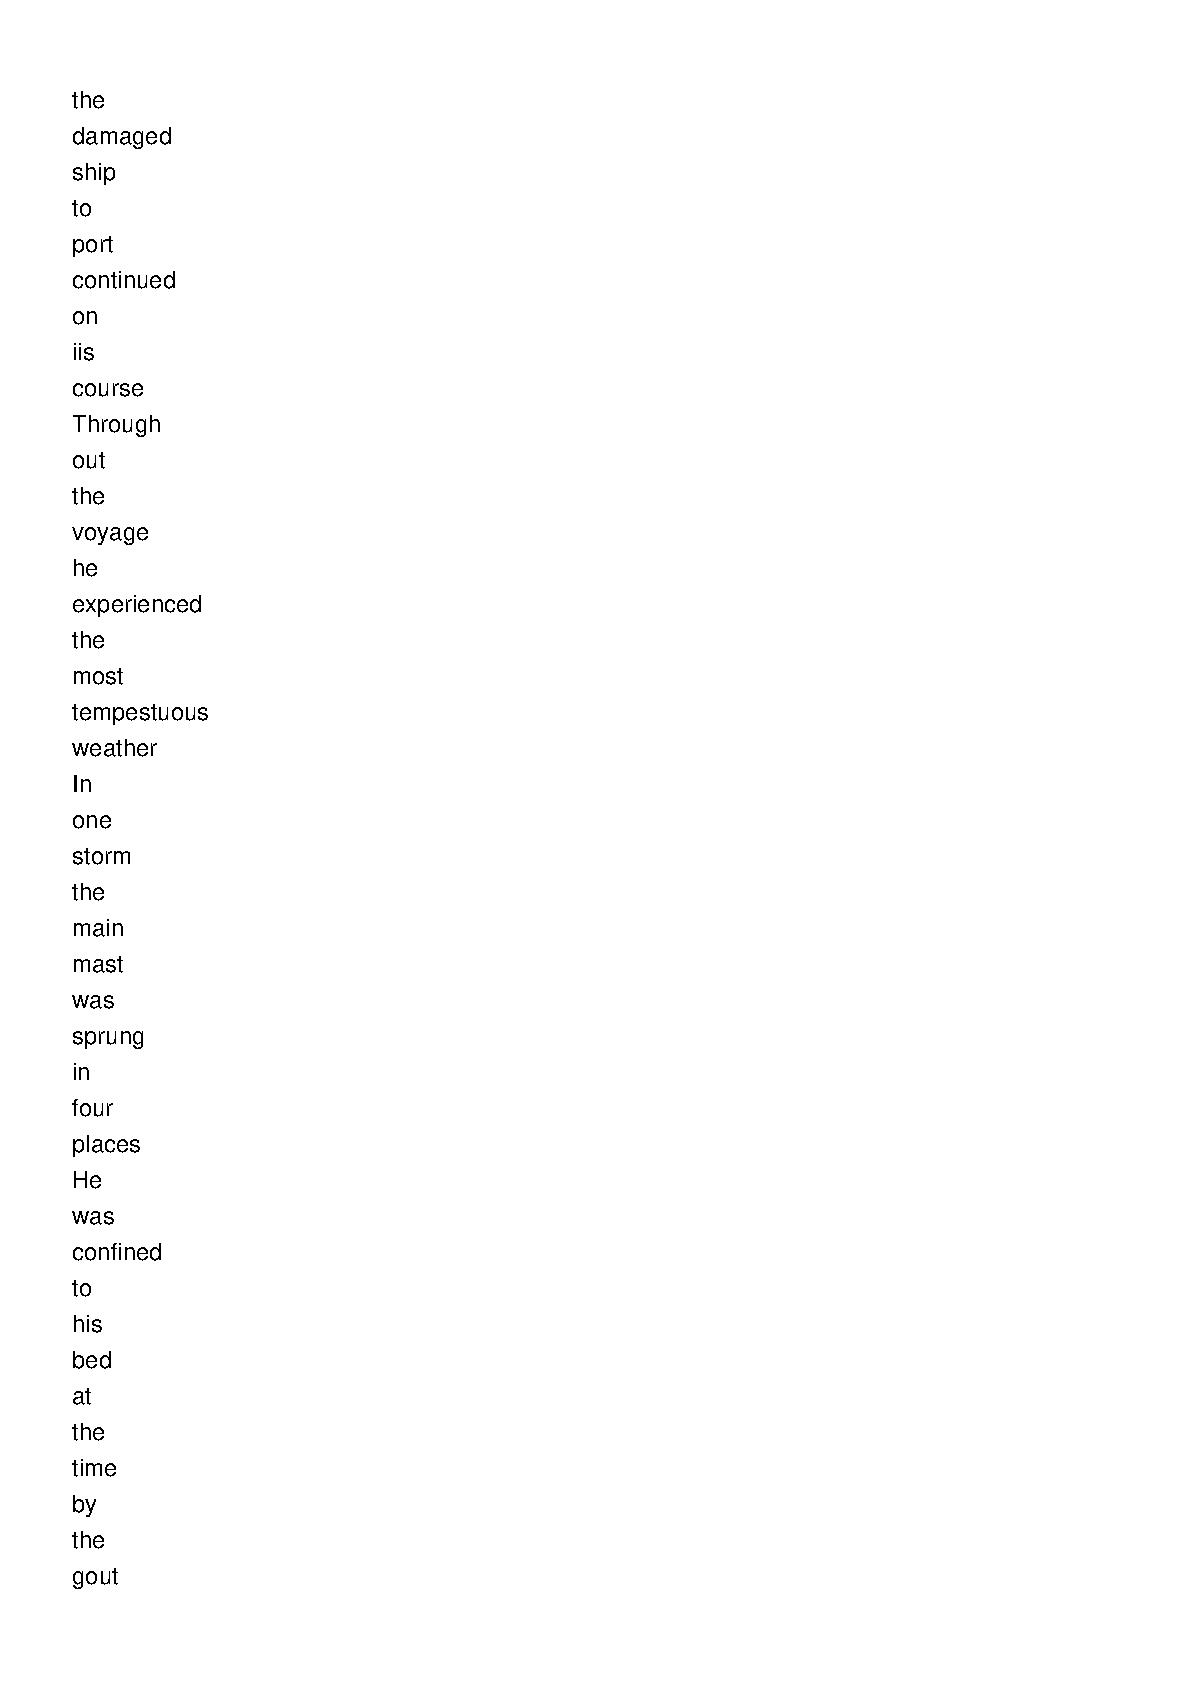 the
damaged
ship
to
port
continued
on
iis
course
Through
out
the
voyage
he
experienced
the
most
tempestuous
weather
In
one
storm
the
main
mast
was
sprung
in
four
places
He
was
confined
to
his
bed
at
the
time
by
the
gout